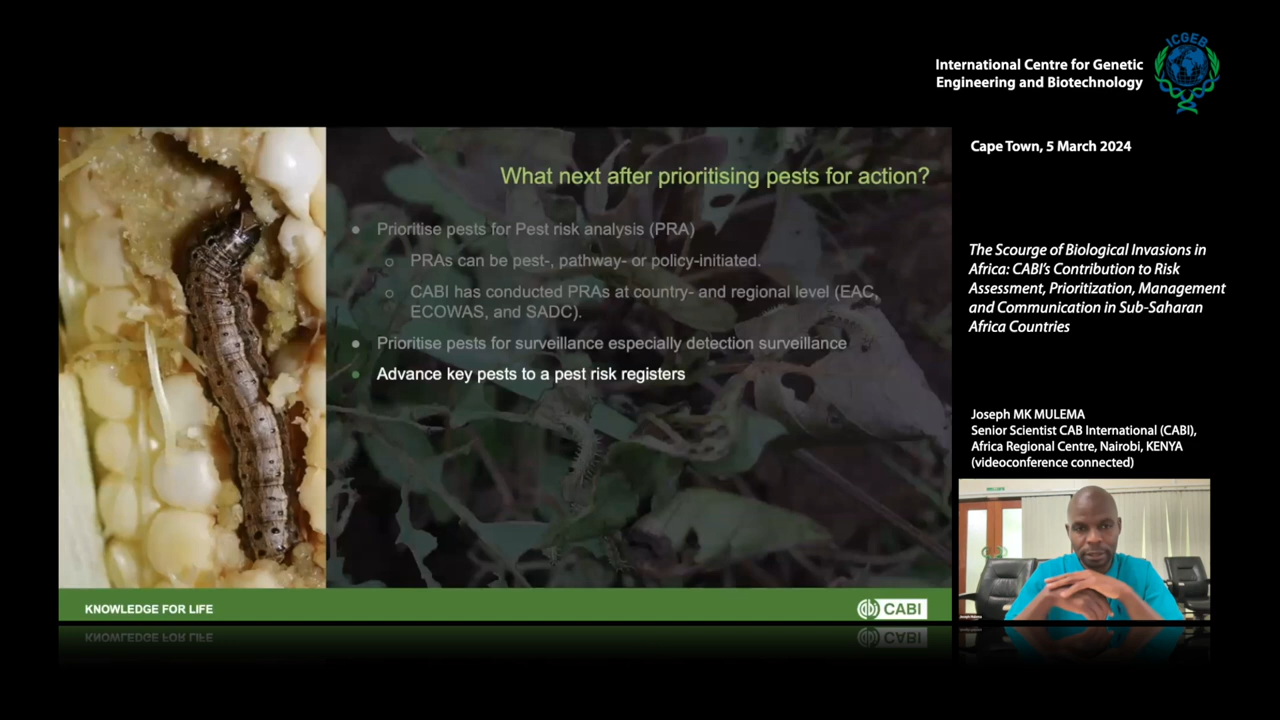 ICGEB
International Centre for Genetic
Engineering and Biotechnology
Cape Town, 5 March 2024
What next after prioritising pests for action?
Prioritise pests for Pest risk analysis (PRA)
PRAs can be pest-, pathway- or policy-initiated.
CABI has conducted PRAs at country- and regional level (EAC,
ECOWAS, and SADC).
Prioritise pests for surveillance especially detection surveillance
Advance key pests to a pest risk registers
The Scourge of Biological Invasions in
Africa: CABI's Contribution to Risk
Assessment, Prioritization, Management
and Communication in Sub-Saharan
Africa Countries
Joseph MK MULEMA
Senior Scientist CAB International (CABI),
Africa Regional Centre, Nairobi, KENYA
(videoconference connected)
KNOWLEDGE FOR LIFE
CABI